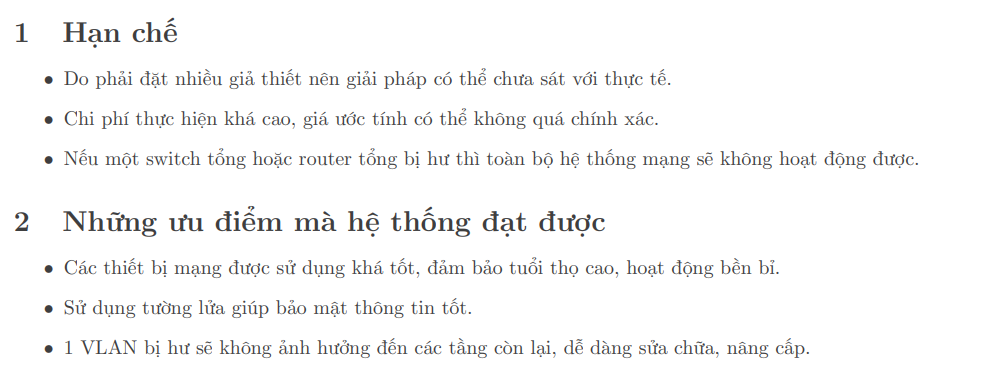 1 Hạn chế
• Do phải đặt nhiều giả thiết nên giải pháp có thể chưa sát với thực tế.
• Chi phí thực hiện khá cao, giá ước tính có thể không quá chính xác.
• Nếu một switch tổng hoặc router tổng bị hư thì toàn bộ hệ thống mạng sẽ không hoạt động được.
2 Những ưu điểm mà hệ thống đạt được
• Các thiết bị mạng được sử dụng khá tốt, đảm bảo tuổi thọ cao, hoạt động bền bỉ.
• Sử dụng tường lửa giúp bảo mật thông tin tốt.
• 1 VLAN bị hư sẽ không ảnh hưởng đến các tầng còn lại, dễ dàng sửa chữa, nâng cấp.